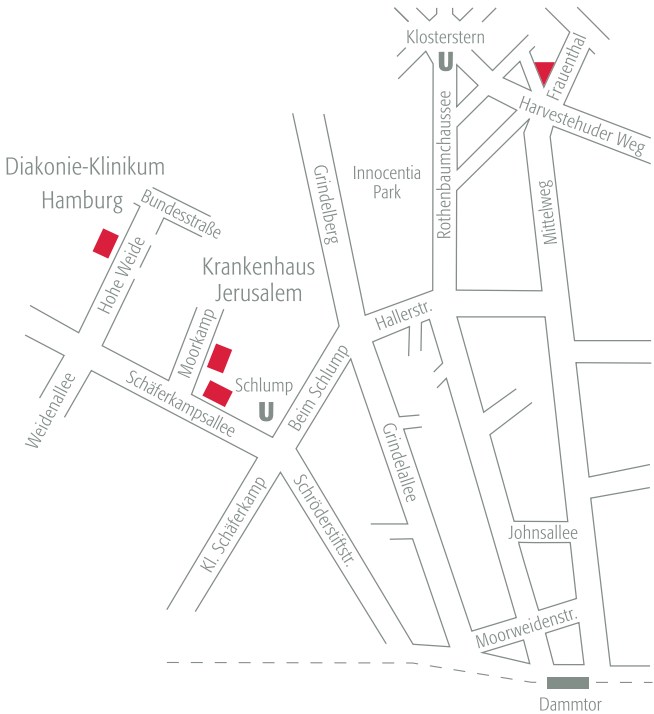 Klosterstern
U
Frauenthal
Harvestehuder Weg
Rothenbaumchaussee
Innocentia
Park
Grindelberg
Mittelweg
Diakonie-Klinikum
Hamburg
Bundesstraße
Hohe Weide
Krankenhaus
Jerusalem
Moorkamp
Hallerstr.
Schlump
U
Beim Schlump
Schäferkampsallee
Weidenallee
Grindelallee
Kl. Schäferkamp
Schröderstiftstr.
Johnsallee
Moorweidenstr.
Dammtor